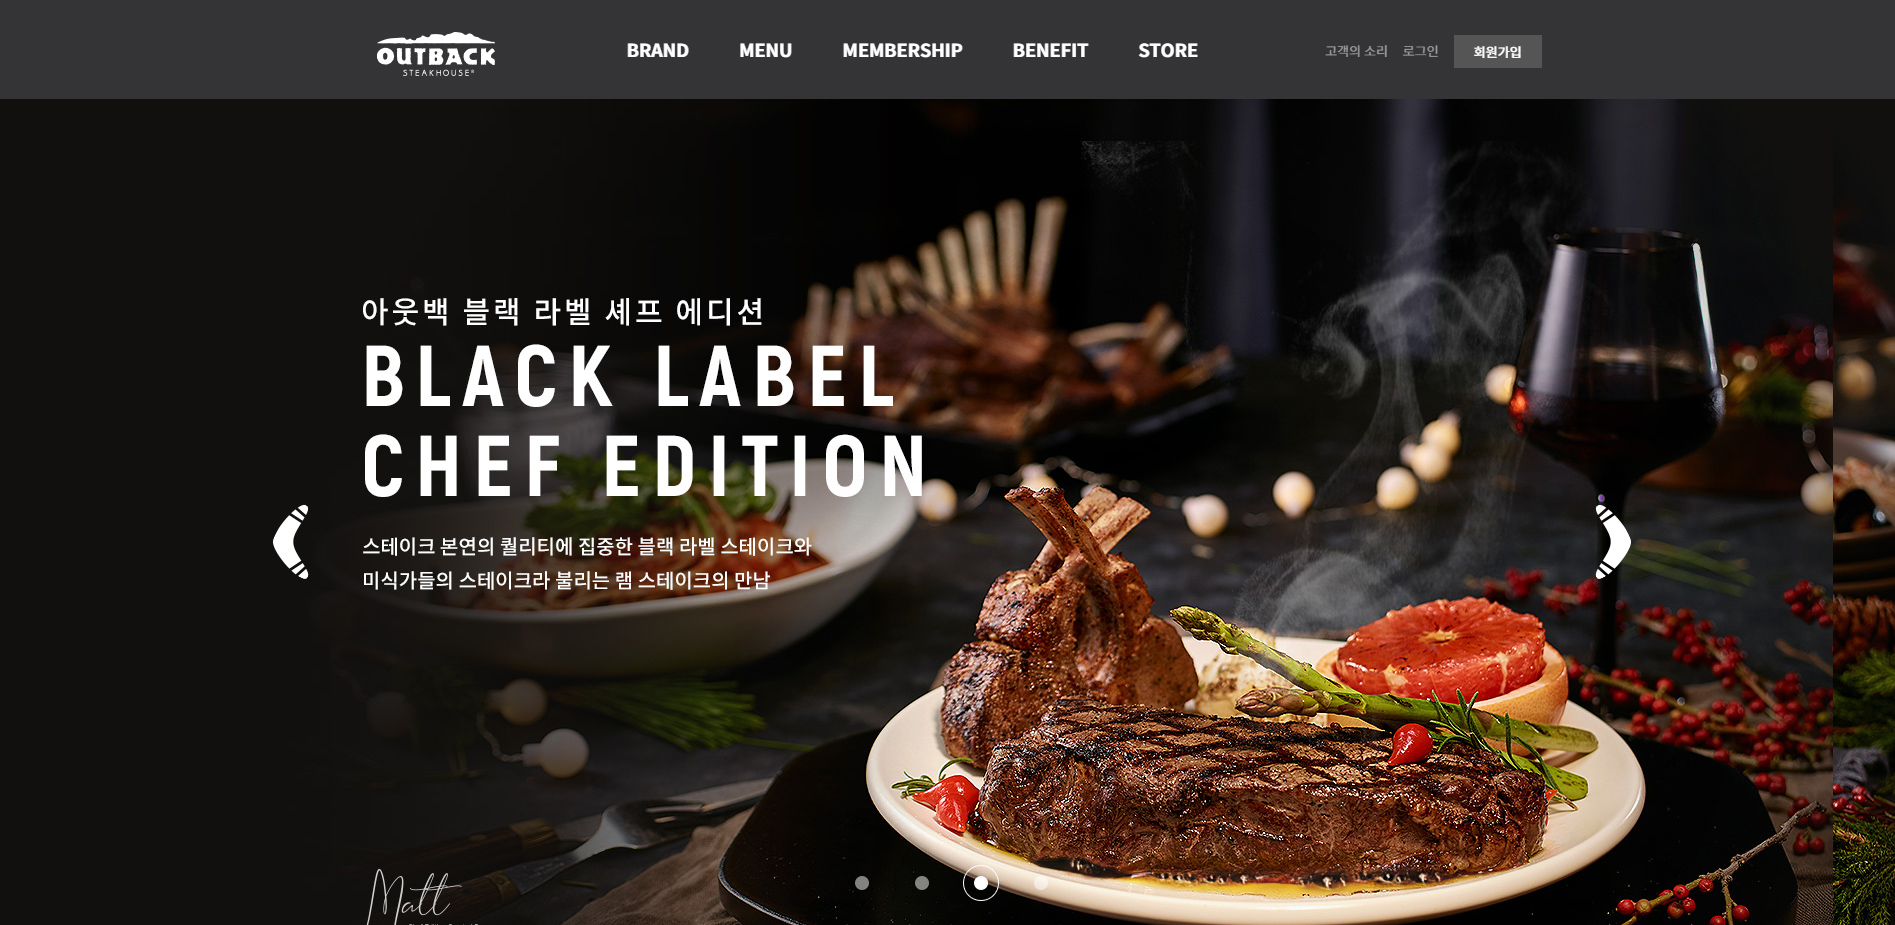 OUTBACK
STEAKHOUSE®
BRAND MENU MEMBERSHIP BENEFIT STORE
고객의 소리 로그인 회원가입
아웃백 블랙 라벨 셰프 에디션
BLACK LABEL
CHEF EDITION
스테이크 본연의 퀄리티에 집중한 블랙 라벨 스테이크와
미식가들의 스테이크라 불리는 램 스테이크의 만남
Matt